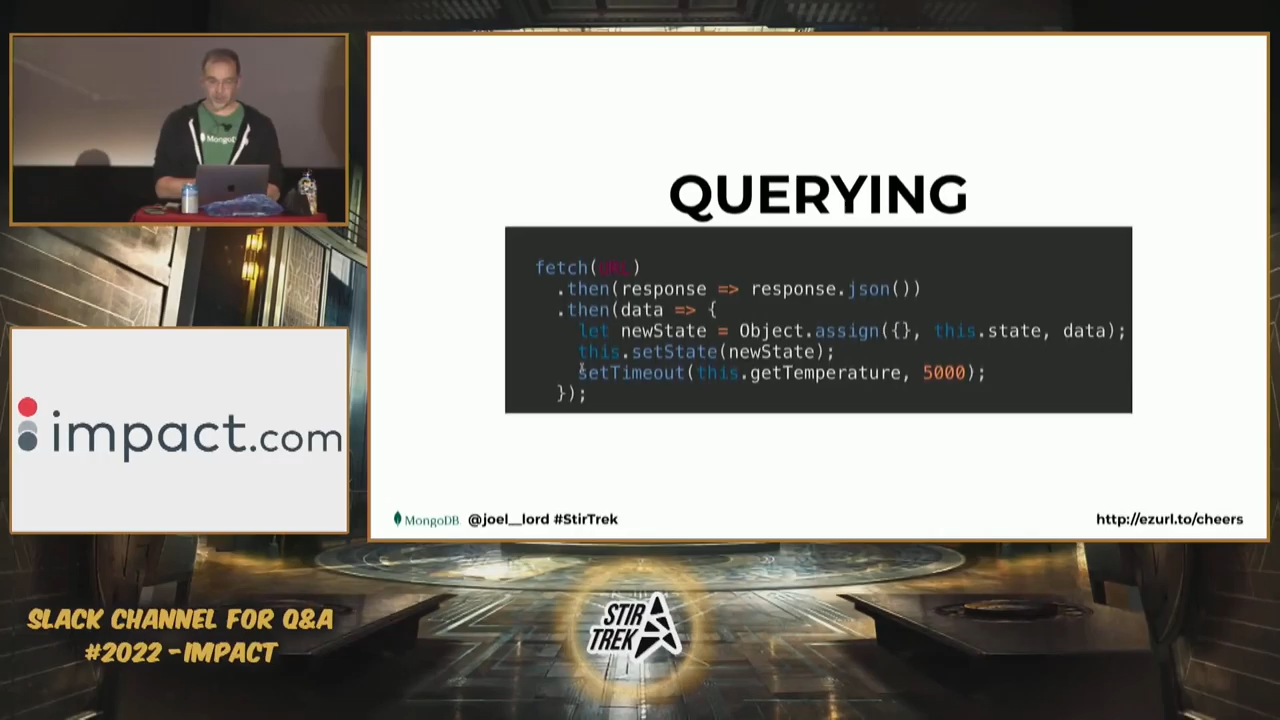 MongoDB
QUERYING
fetch(URL)
.then(response => response.json())
.then(data => {
let newState = Object.assign({}, this.state, data);
this.setState(newState);
setTimeout(this.getTemperature, 5000);
});
impact.com
MongoDB @joel__lord #StirTrek
http://ezurl.to/cheers
SLACK CHANNEL FOR Q&A
#2022 - IMPACT
STIR
TREK